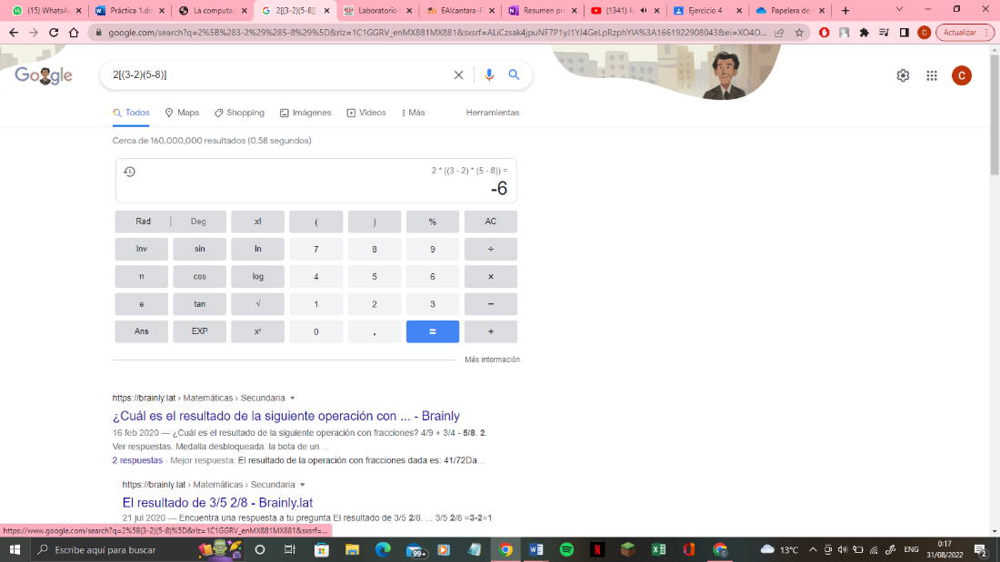 (15) WhatsAp
Práctica 1.do
La computac
2[(3-2)(5-8)]
Laboratorio
EAlcantara-F
Resumen pri
(1341) K
Ejercicio 4
Papelera de
google.com/search?q=2%5B%283-2%29%285-8%29%5D&rlz=1C1GGRV_enMX881MX881&sxsrf=ALiCzsak4jpuNF7P1yJ1YJ4GeLpRzphYlA%3A1661922908043&ei=XO4O...
C
Actualizar
Google
2[(3-2)(5-8)]
C
Todos
Maps
Shopping
Imágenes
Videos
Más
Herramientas
Cerca de 160,000,000 resultados (0.58 segundos)
2 * ((3 - 2) * (5 - 8)) =
-6
Rad | Deg x! ( ) % AC
Inv sin ln 7 8 9 ÷
π cos log 4 5 6 ×
e tan √ 1 2 3 −
Ans EXP xʸ 0 . = +
Más información
https://brainly.lat › Matemáticas › Secundaria
¿Cuál es el resultado de la siguiente operación con ... - Brainly
16 feb 2020 — ¿Cuál es el resultado de la siguiente operación con fracciones? 4/9 + 3/4 - 5/8. 2.
Ver respuestas. Medalla desbloqueada: la bota de un ...
2 respuestas · Mejor respuesta: El resultado de la operación con fracciones dada es: 41/72Da...
https://brainly.lat › Matemáticas › Secundaria
El resultado de 3/5 2/8 - Brainly.lat
21 jul 2020 — Encuentra una respuesta a tu pregunta El resultado de 3/5 2/8. ... 3/5 2/8 =3-2=1
https://www.google.com/search?q=2%5B(3-2)(5-8)%5D&rlz=1C1GGRV_enMX881MX881&sxsrf=...
Escribe aquí para buscar
99+
13°C
ENG
0:17
31/08/2022
2